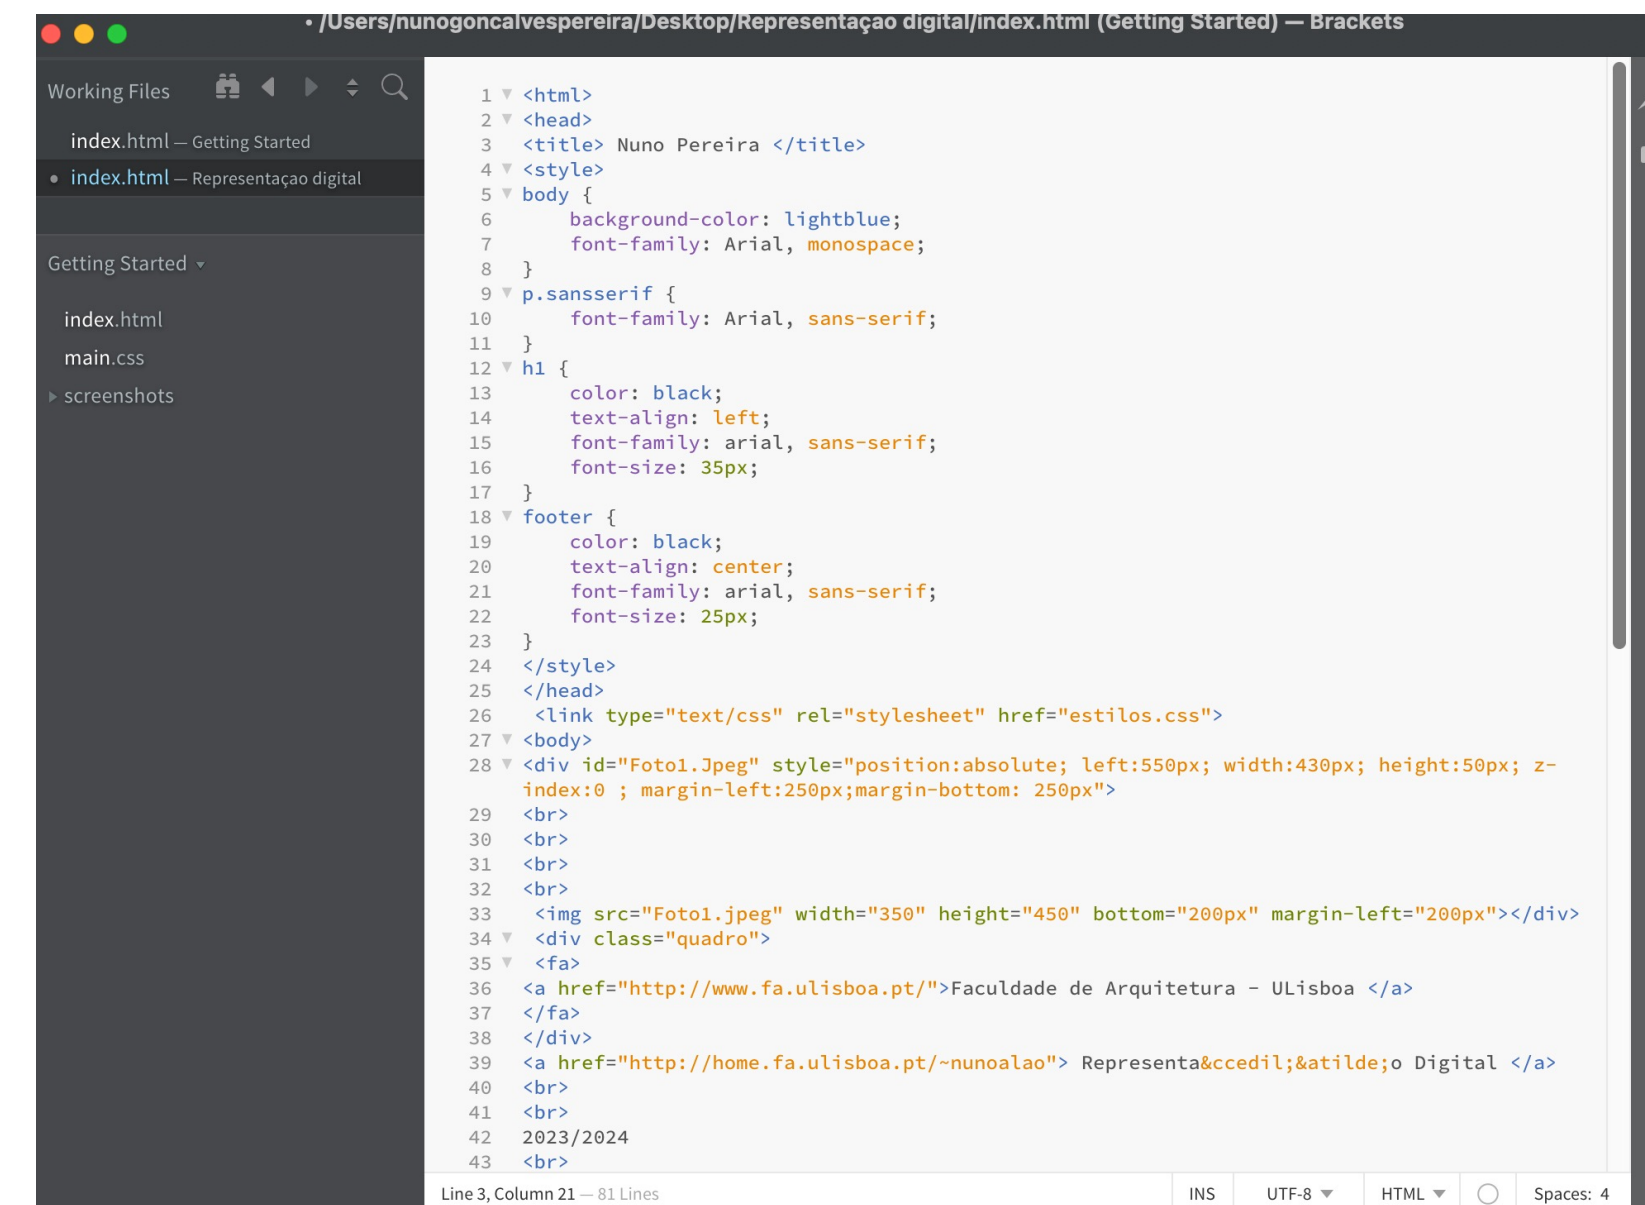 • /Users/nunogoncalvespereira/Desktop/Representaçao digital/index.html (Getting Started) — Brackets
Working Files
index.html — Getting Started
• index.html — Representaçao digital
Getting Started
index.html
main.css
screenshots
1 <html>
2 <head>
3 <title> Nuno Pereira </title>
4 <style>
5 body {
6     background-color: lightblue;
7     font-family: Arial, monospace;
8 }
9 p.sansserif {
10     font-family: Arial, sans-serif;
11 }
12 h1 {
13     color: black;
14     text-align: left;
15     font-family: arial, sans-serif;
16     font-size: 35px;
17 }
18 footer {
19     color: black;
20     text-align: center;
21     font-family: arial, sans-serif;
22     font-size: 25px;
23 }
24 </style>
25 </head>
26  <link type="text/css" rel="stylesheet" href="estilos.css">
27 <body>
28 <div id="Foto1.Jpeg" style="position:absolute; left:550px; width:430px; height:50px; z-
index:0 ; margin-left:250px;margin-bottom: 250px">
29 <br>
30 <br>
31 <br>
32 <br>
33  <img src="Foto1.jpeg" width="350" height="450" bottom="200px" margin-left="200px"></div>
34  <div class="quadro">
35  <fa>
36 <a href="http://www.fa.ulisboa.pt/">Faculdade de Arquitetura - ULisboa </a>
37 </fa>
38 </div>
39 <a href="http://home.fa.ulisboa.pt/~nunoalao"> Representa&ccedil;&atilde;o Digital </a>
40 <br>
41 <br>
42 2023/2024
43 <br>
Line 3, Column 21 — 81 Lines
INS UTF-8 HTML Spaces: 4